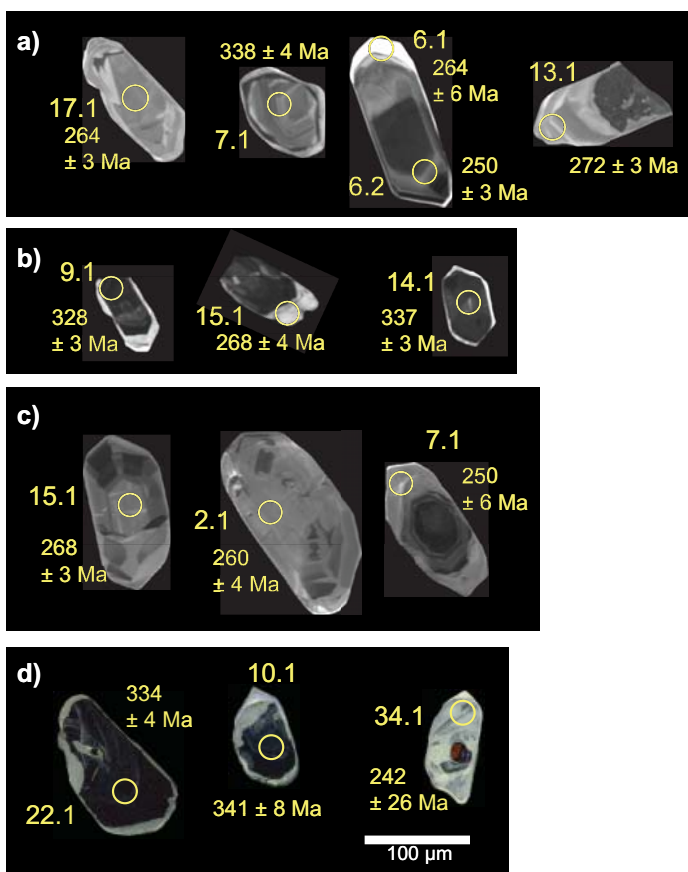 a)
17.1
264
± 3 Ma
338 ± 4 Ma
7.1
6.1
264
± 6 Ma
6.2
250
± 3 Ma
13.1
272 ± 3 Ma
b)
9.1
328
± 3 Ma
15.1
268 ± 4 Ma
14.1
337
± 3 Ma
c)
15.1
268
± 3 Ma
2.1
260
± 4 Ma
7.1
250
± 6 Ma
d)
334
± 4 Ma
22.1
10.1
341 ± 8 Ma
34.1
242
± 26 Ma
100 µm